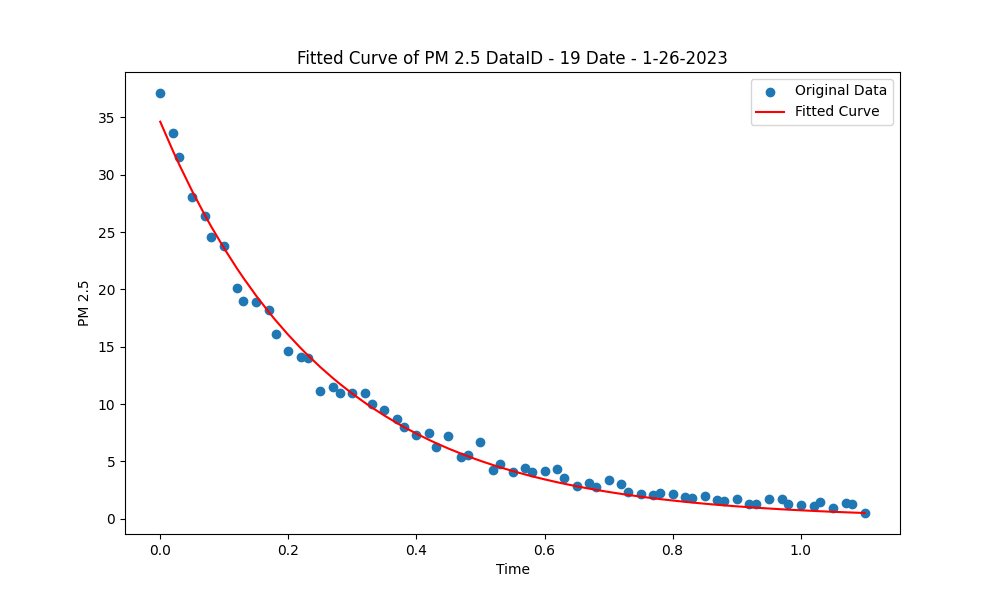 Fitted Curve of PM 2.5 DataID - 19 Date - 1-26-2023
Original Data
Fitted Curve
35
30
25
20
15
10
5
0
PM 2.5
0.0 0.2 0.4 0.6 0.8 1.0
Time